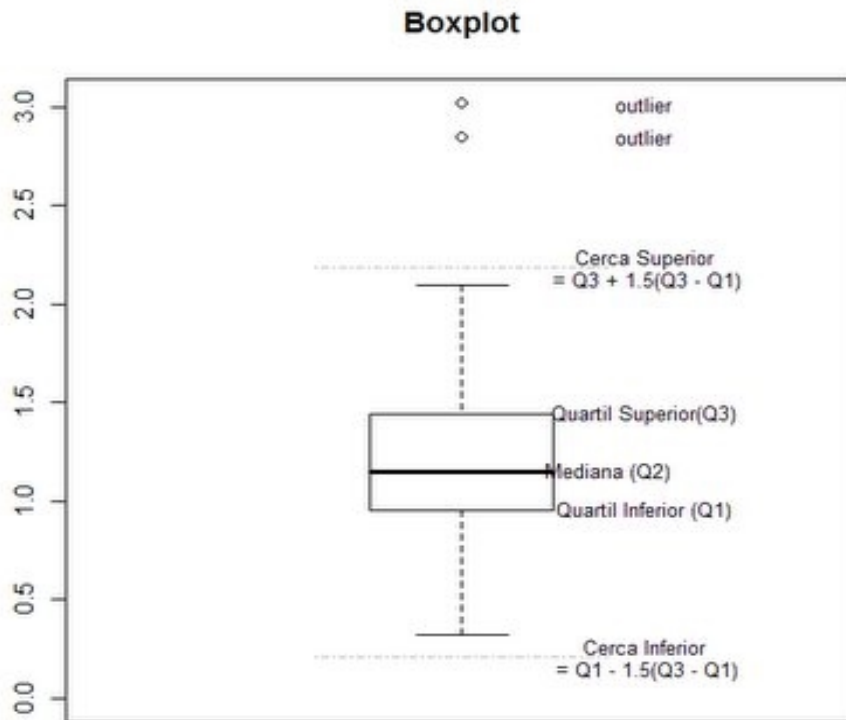 Boxplot
3.0
outlier
outlier
2.5
Cerca Superior
= Q3 + 1.5(Q3 - Q1)
2.0
1.5
Quartil Superior(Q3)
Mediana (Q2)
1.0
Quartil Inferior (Q1)
0.5
Cerca Inferior
= Q1 - 1.5(Q3 - Q1)
0.0